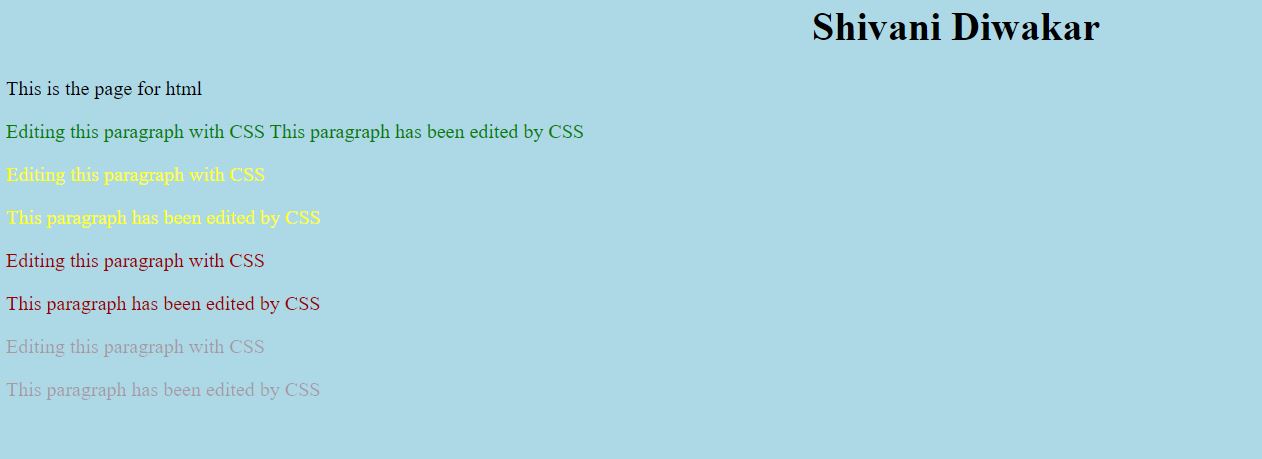 Shivani Diwakar
This is the page for html
Editing this paragraph with CSS This paragraph has been edited by CSS
Editing this paragraph with CSS
This paragraph has been edited by CSS
Editing this paragraph with CSS
This paragraph has been edited by CSS
Editing this paragraph with CSS
This paragraph has been edited by CSS